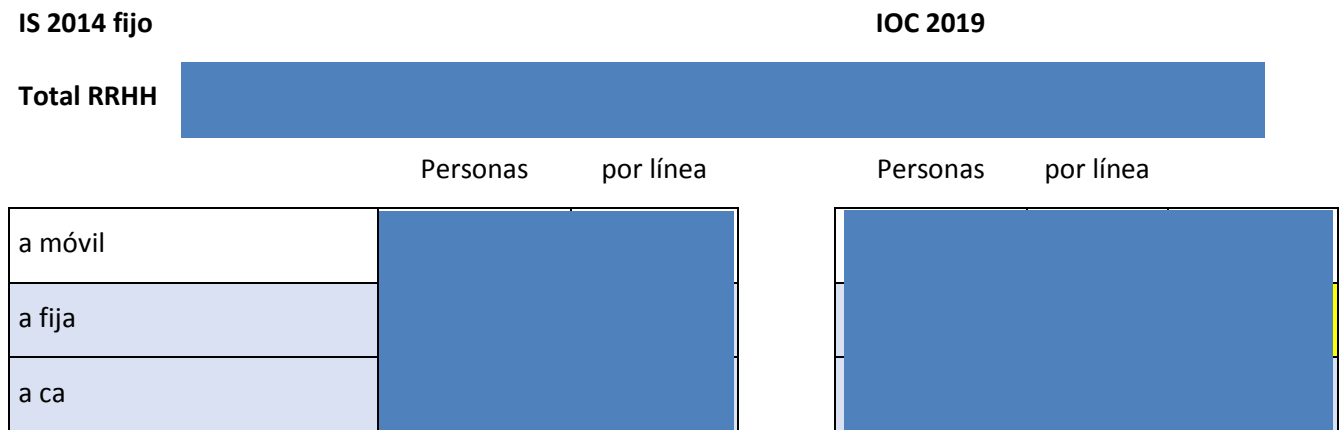 IS 2014 fijo IOC 2019
Total RRHH
Personas por línea Personas por línea
a móvil
a fija
a ca